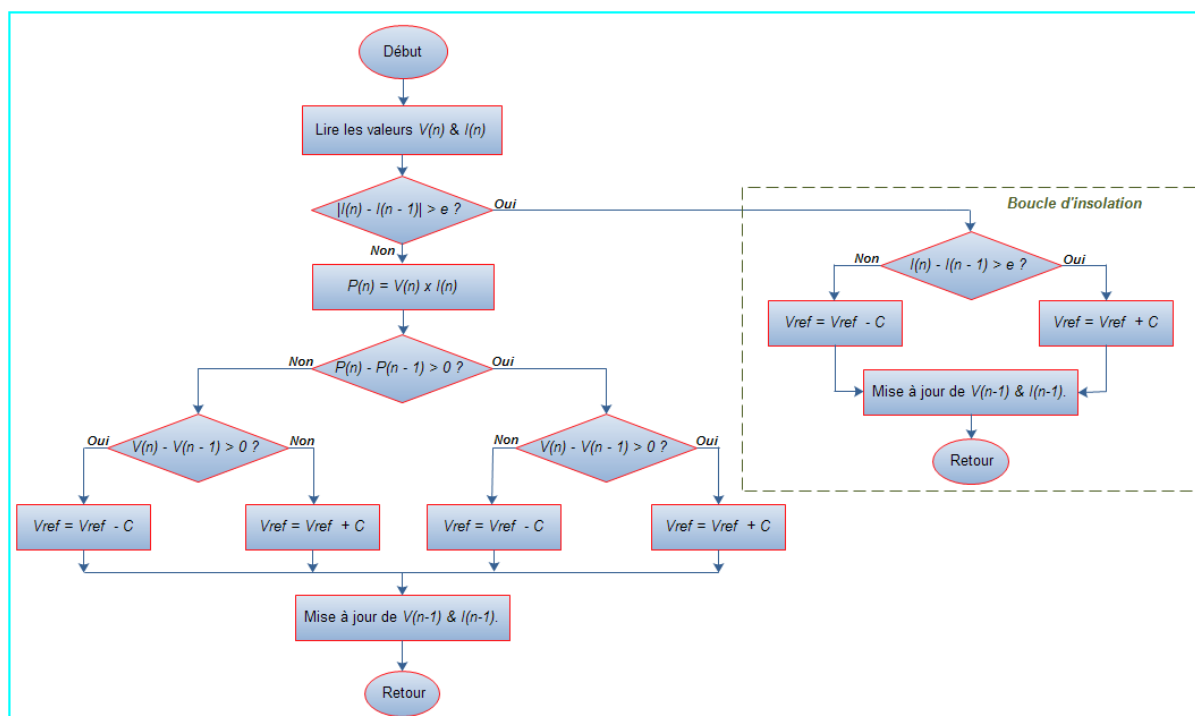 Début
Lire les valeurs V(n) & I(n)
|I(n) - I(n - 1)| > e ?
Oui
Boucle d'insolation
Non
I(n) - I(n - 1) > e ?
Non
Oui
P(n) = V(n) x I(n)
Vref = Vref - C
Vref = Vref + C
Non
P(n) - P(n - 1) > 0 ?
Oui
Mise à jour de V(n-1) & I(n-1).
Oui
V(n) - V(n - 1) > 0 ?
Non
Non
V(n) - V(n - 1) > 0 ?
Oui
Retour
Vref = Vref - C
Vref = Vref + C
Vref = Vref - C
Vref = Vref + C
Mise à jour de V(n-1) & I(n-1).
Retour